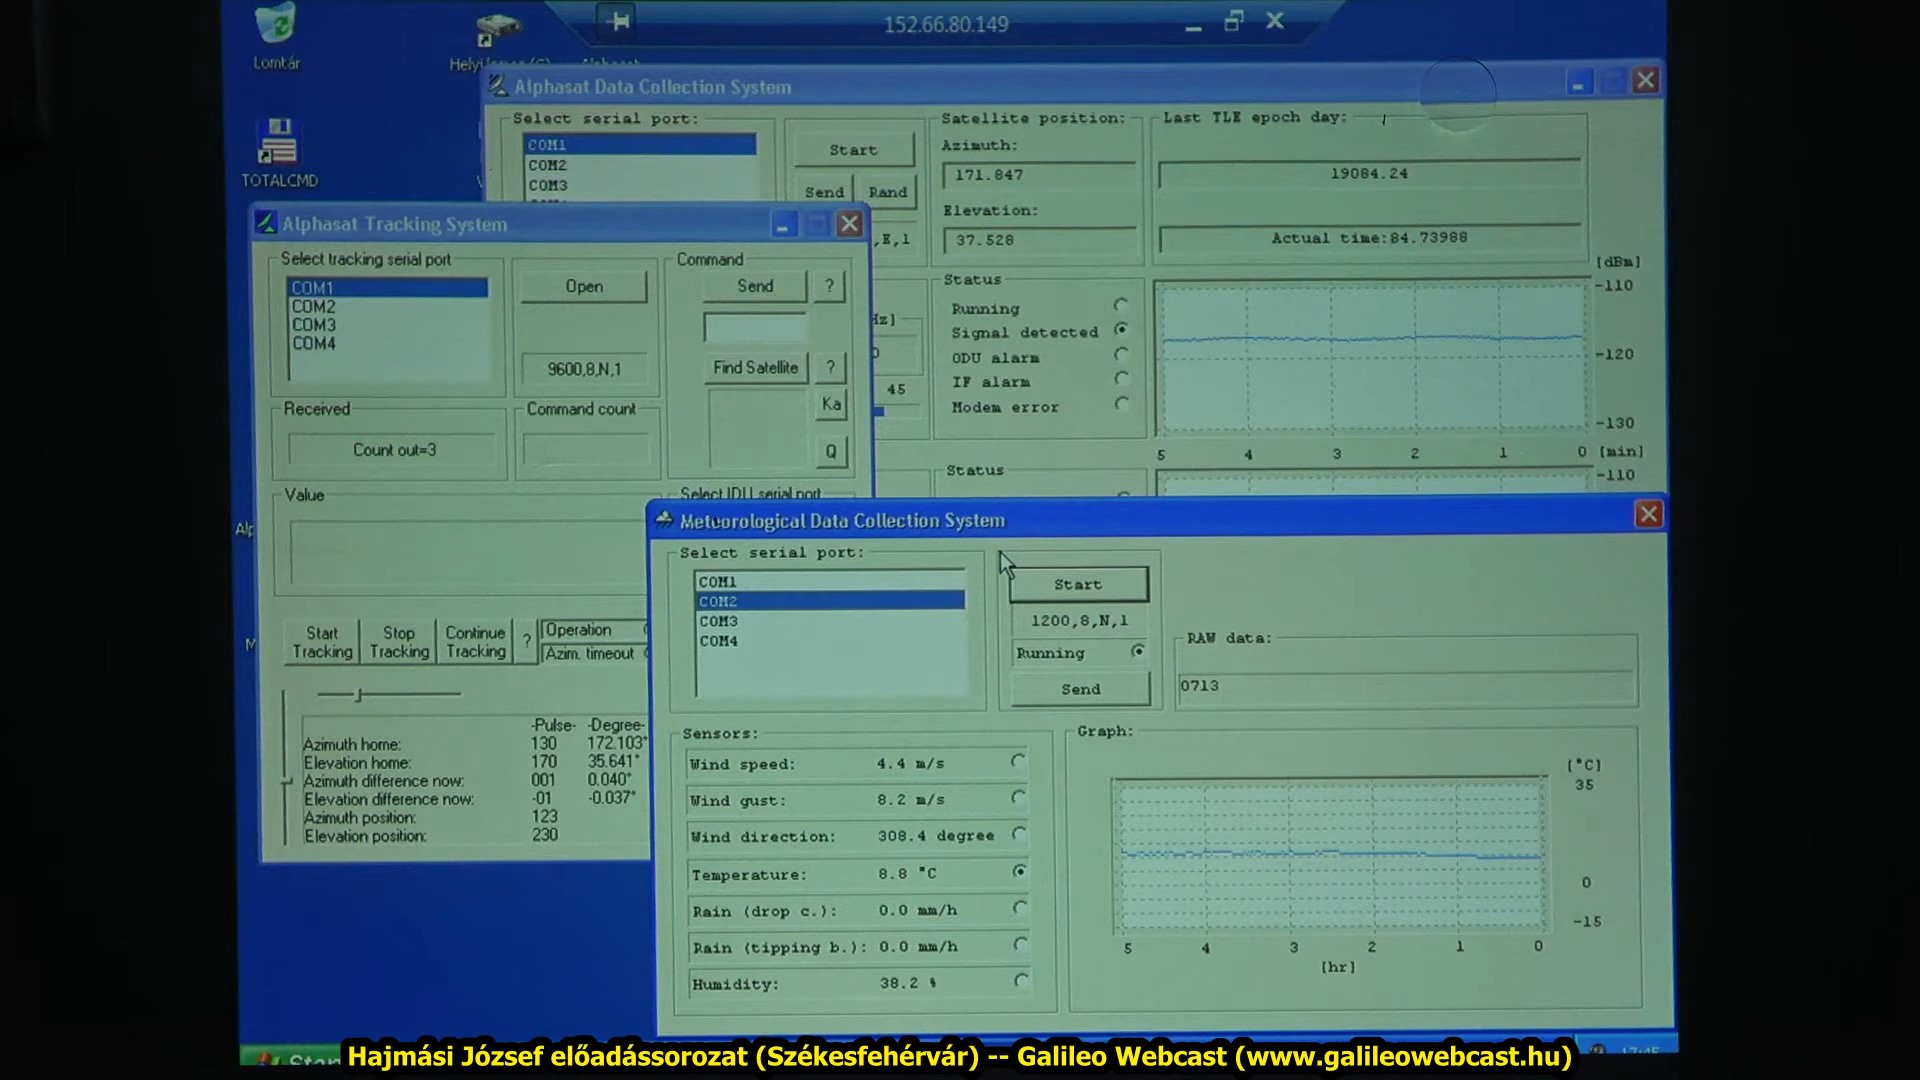 152.66.80.149
Lomtár
TOTALCMD
Alphasat Data Collection System
Select serial port:
COM1
COM2
COM3
Start
Send Rand
,E,1
Satellite position:
Azimuth:
171.847
Elevation:
37.528
Last TLE epoch day:
19084.24
Actual time:84.73988
Status
Running
Signal detected
ODU alarm
IF alarm
Modem error
[dBm]
-110
-120
-130
5 4 3 2 1 0 [min]
-110
Status
45
Alphasat Tracking System
Select tracking serial port
COM1
COM2
COM3
COM4
Open
9600,8,N,1
Command
Send ?
Find Satellite ?
Ka
Q
Received
Count out=3
Command count
Value
Select IDU serial port
Start Tracking
Stop Tracking
Continue Tracking
?
Operation
Azim. timeout
-Pulse- -Degree-
Azimuth home: 130 172.103°
Elevation home: 170 35.641°
Azimuth difference now: 001 0.040°
Elevation difference now: -01 -0.037°
Azimuth position: 123
Elevation position: 230
Meteorological Data Collection System
Select serial port:
COM1
COM2
COM3
COM4
Start
1200,8,N,1
Running
Send
RAW data:
0713
Sensors:
Wind speed: 4.4 m/s
Wind gust: 8.2 m/s
Wind direction: 308.4 degree
Temperature: 8.8 °C
Rain (drop c.): 0.0 mm/h
Rain (tipping b.): 0.0 mm/h
Humidity: 38.2 %
Graph:
[°C]
35
0
-15
5 4 3 2 1 0
[hr]
Hajmási József előadássorozat (Székesfehérvár) -- Galileo Webcast (www.galileowebcast.hu)